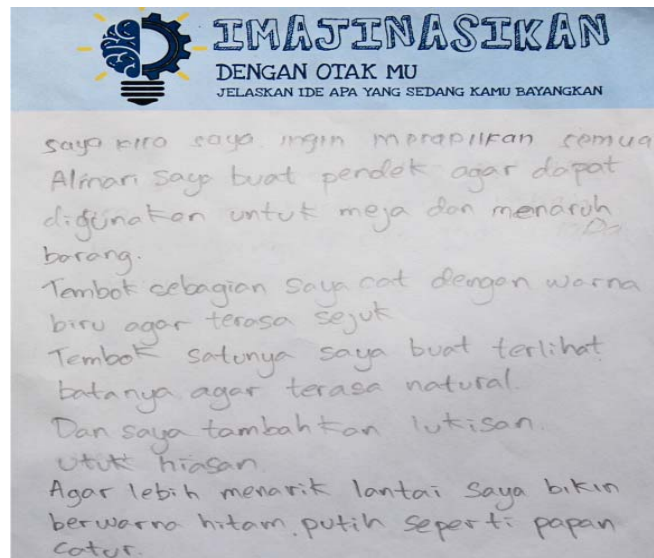 IMAJINASIKAN
DENGAN OTAK MU
JELASKAN IDE APA YANG SEDANG KAMU BAYANGKAN
saya kira saya ingin merapilkan semua
Almari saya buat pendek agar dapat
digunakan untuk meja dan menaruh
barang.
Tembok sebagian saya cat dengan warna
biru agar terasa sejuk
Tembok satunya saya buat terlihat
batanya agar terasa natural.
Dan saya tambahkan lukisan.
utuk hiasan.
Agar lebih menarik lantai saya bikin
berwarna hitam putih seperti papan
catur.